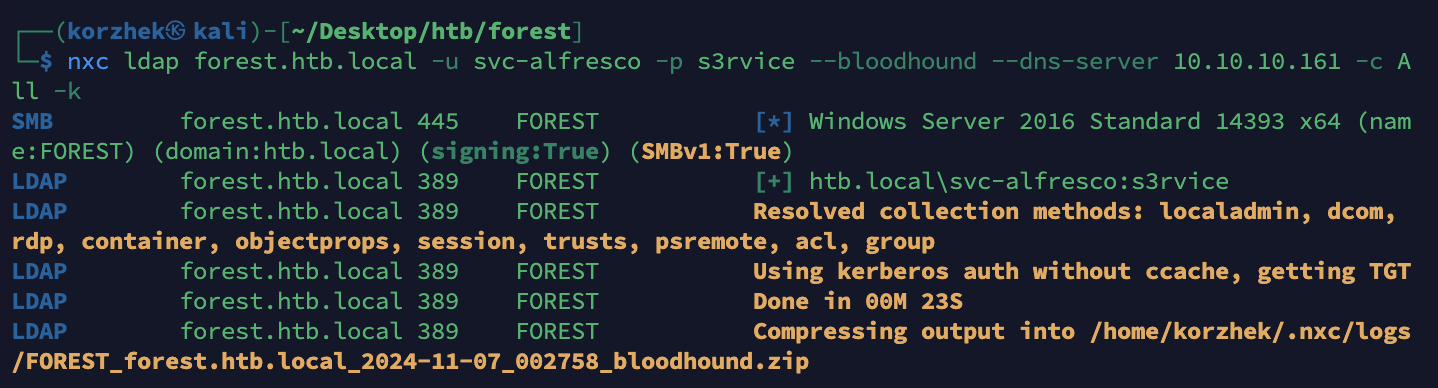 ┌──(korzhek㉿kali)-[~/Desktop/htb/forest]
└─$ nxc ldap forest.htb.local -u svc-alfresco -p s3rvice --bloodhound --dns-server 10.10.10.161 -c A
ll -k
SMB         forest.htb.local 445    FOREST           [*] Windows Server 2016 Standard 14393 x64 (nam
e:FOREST) (domain:htb.local) (signing:True) (SMBv1:True)
LDAP        forest.htb.local 389    FOREST           [+] htb.local\svc-alfresco:s3rvice
LDAP        forest.htb.local 389    FOREST           Resolved collection methods: localadmin, dcom,
rdp, container, objectprops, session, trusts, psremote, acl, group
LDAP        forest.htb.local 389    FOREST           Using kerberos auth without ccache, getting TGT
LDAP        forest.htb.local 389    FOREST           Done in 00M 23S
LDAP        forest.htb.local 389    FOREST           Compressing output into /home/korzhek/.nxc/logs
/FOREST_forest.htb.local_2024-11-07_002758_bloodhound.zip